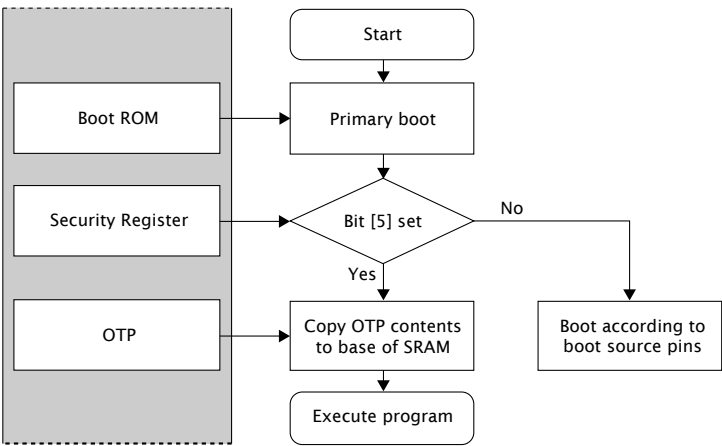 Start
Boot ROM
Primary boot
Security Register
Bit [5] set
No
Yes
OTP
Copy OTP contents
to base of SRAM
Boot according to
boot source pins
Execute program